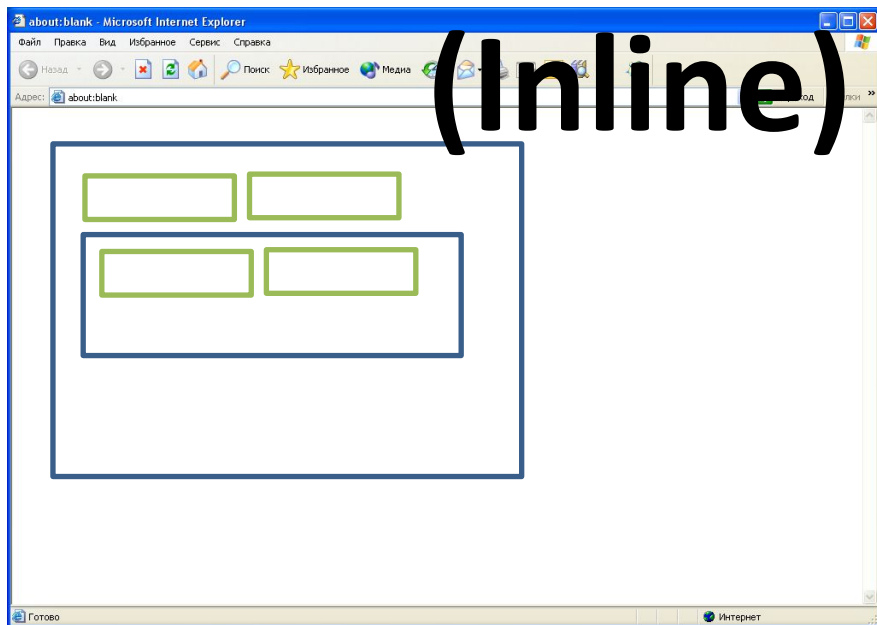 about:blank - Microsoft Internet Explorer
Файл Правка Вид Избранное Сервис Справка
(Inline)
Назад Поиск Избранное Медиа
Адрес: about:blank
Готово Интернет